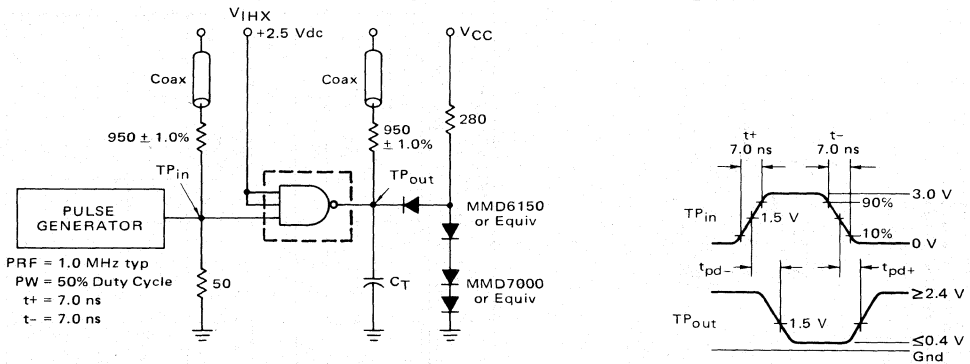 VIHX
+2.5 Vdc
VCC
Coax
Coax
280
950 ± 1.0%
950
± 1.0%
TPin
TPout
PULSE
GENERATOR
MMD6150
or Equiv
PRF = 1.0 MHz typ
PW = 50% Duty Cycle
t+ = 7.0 ns
t– = 7.0 ns
50
CT
MMD7000
or Equiv
t+
7.0 ns
t–
7.0 ns
3.0 V
90%
TPin
1.5 V
10%
0 V
tpd–
tpd+
≥2.4 V
TPout
1.5 V
≤0.4 V
Gnd